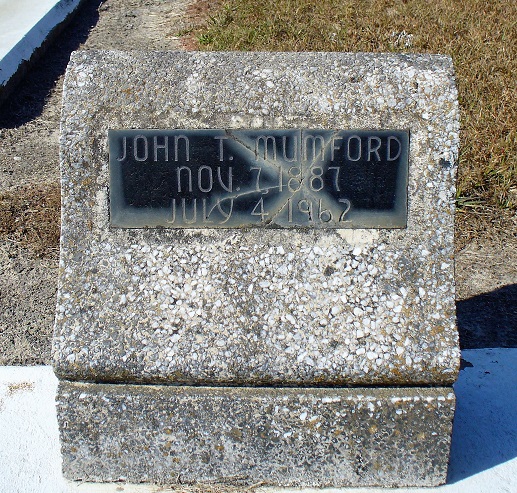 JOHN T. MUMFORD
NOV. 7, 1887
JULY 4, 1962